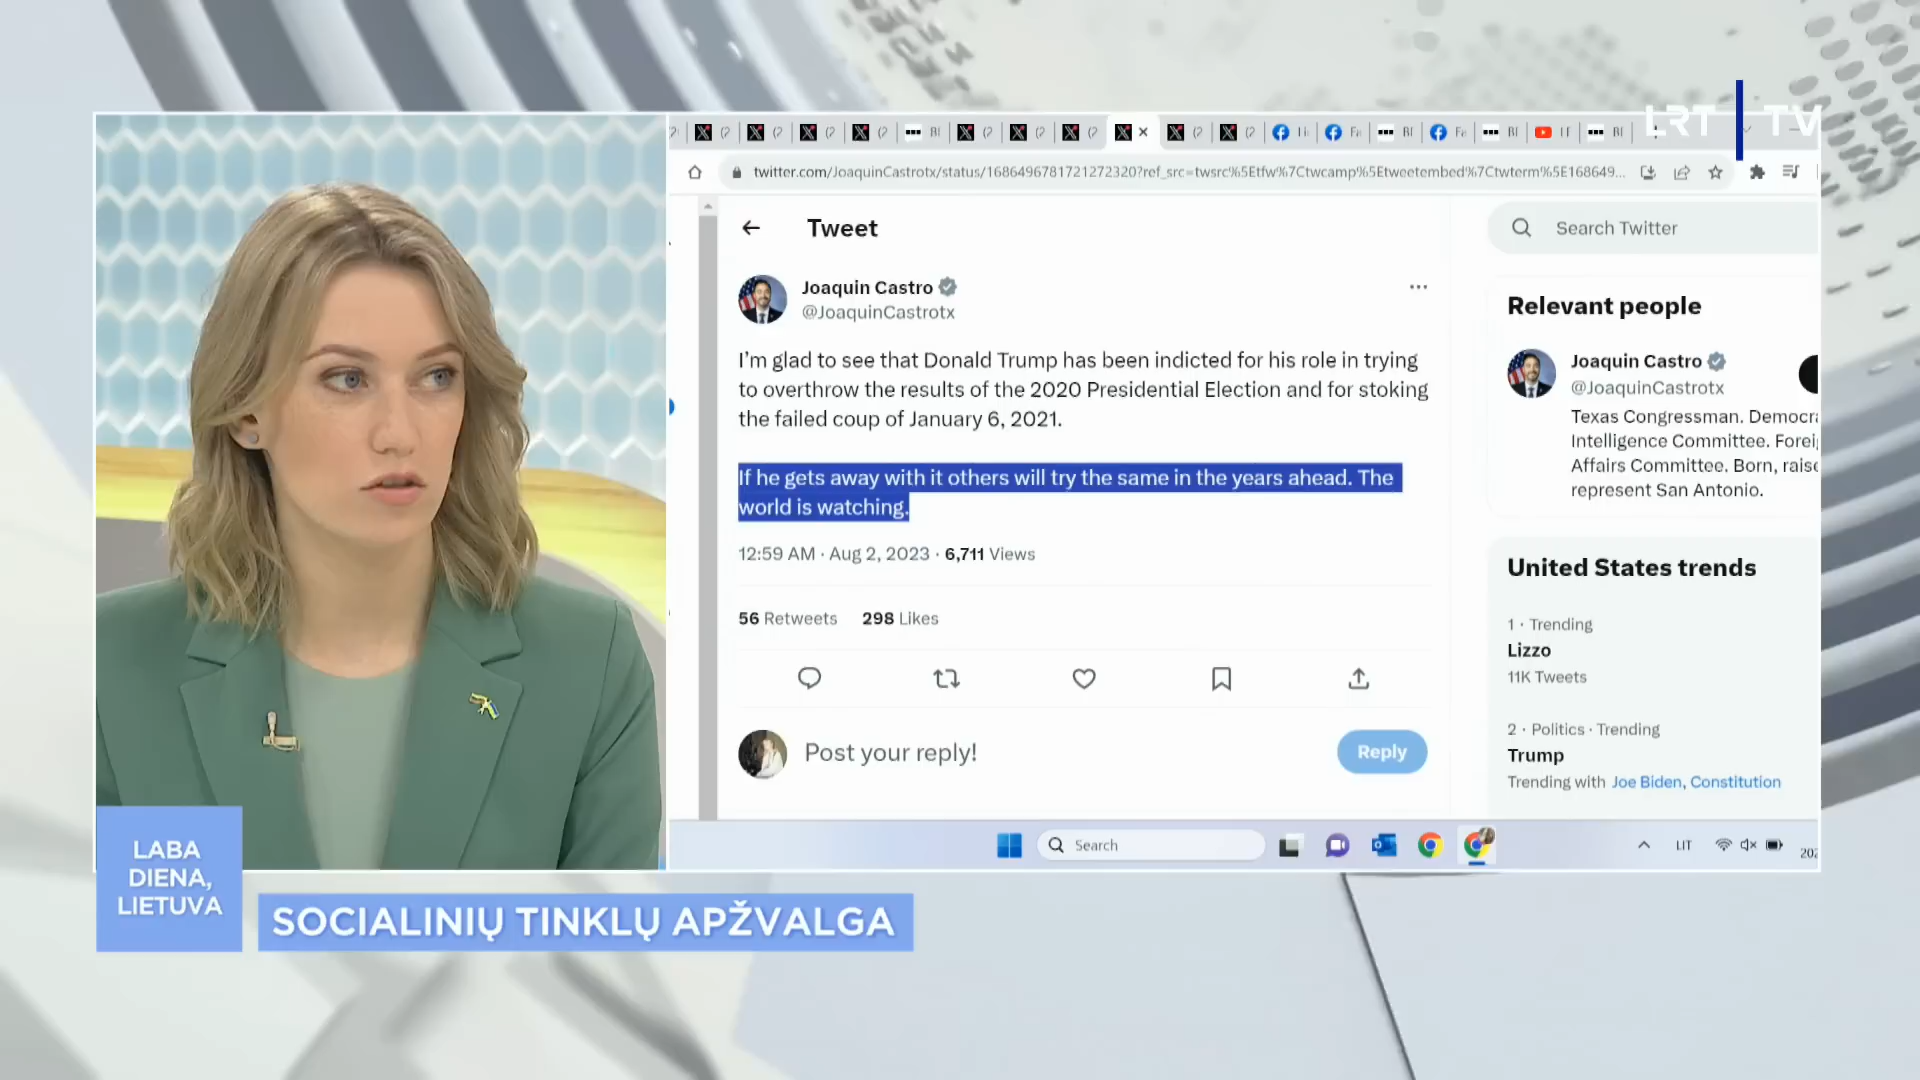 LRT TV
twitter.com/JoaquinCastrotx/status/1686496781721272320?ref_src=twsrc%5Etfw%7Ctwcamp%5Etweetembed%7Ctwterm%5E168649...
Tweet
Search Twitter
Joaquin Castro
@JoaquinCastrotx
I'm glad to see that Donald Trump has been indicted for his role in trying
to overthrow the results of the 2020 Presidential Election and for stoking
the failed coup of January 6, 2021.
If he gets away with it others will try the same in the years ahead. The
world is watching.
12:59 AM · Aug 2, 2023 · 6,711 Views
56 Retweets 298 Likes
Post your reply!
Reply
Relevant people
Joaquin Castro
@JoaquinCastrotx
Texas Congressman. Democra
Intelligence Committee. Foreig
Affairs Committee. Born, raise
represent San Antonio.
United States trends
1 · Trending
Lizzo
11K Tweets
2 · Politics · Trending
Trump
Trending with Joe Biden, Constitution
Search
LIT
LABA
DIENA,
LIETUVA
SOCIALINIŲ TINKLŲ APŽVALGA